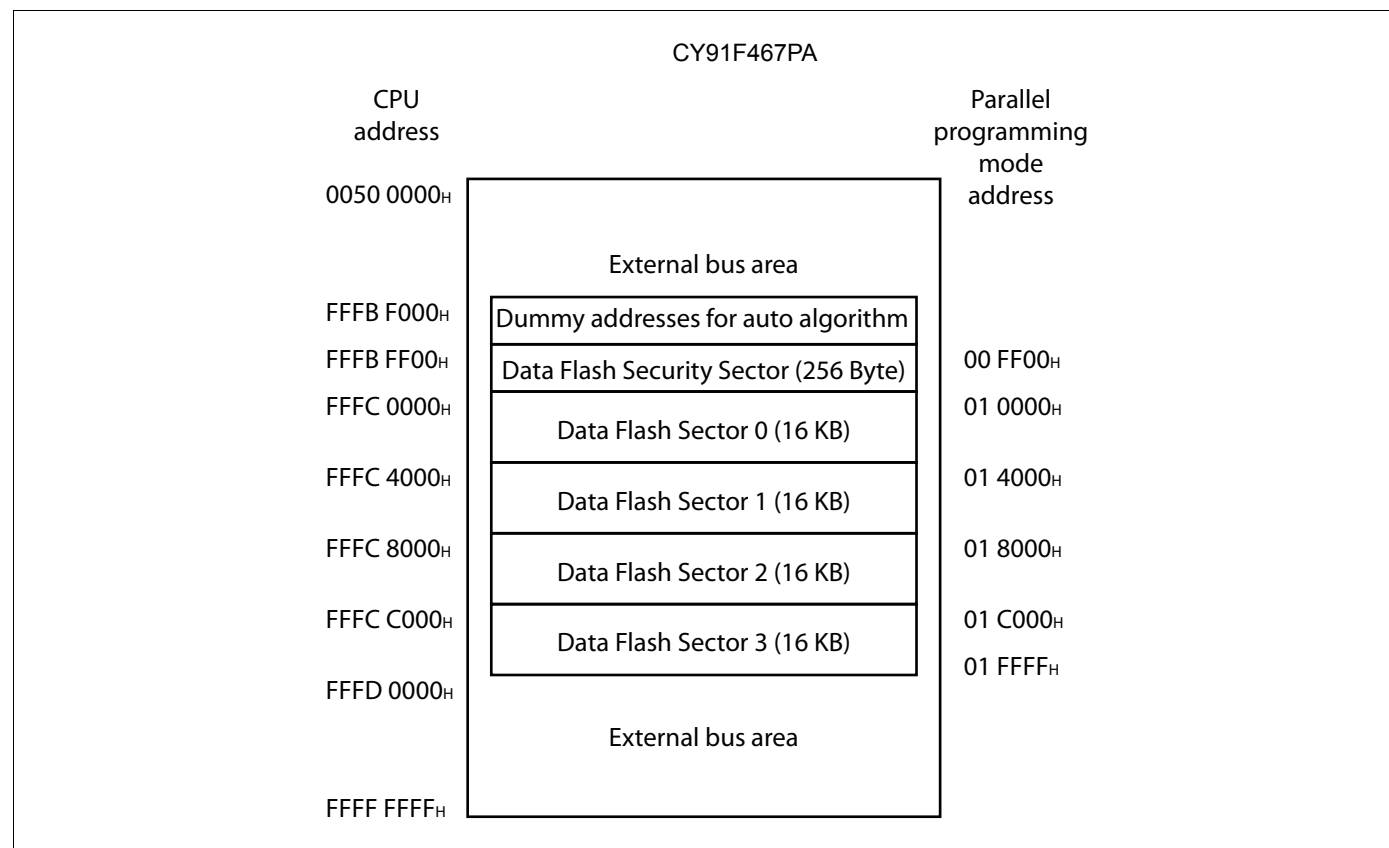 CY91F467PA
CPU
address
Parallel
programming
mode
address
0050 0000H
External bus area
FFFB F000H
Dummy addresses for auto algorithm
FFFB FF00H
Data Flash Security Sector (256 Byte)
00 FF00H
FFFC 0000H
01 0000H
Data Flash Sector 0 (16 KB)
FFFC 4000H
01 4000H
Data Flash Sector 1 (16 KB)
FFFC 8000H
01 8000H
Data Flash Sector 2 (16 KB)
FFFC C000H
01 C000H
Data Flash Sector 3 (16 KB)
01 FFFFH
FFFD 0000H
External bus area
FFFF FFFFH